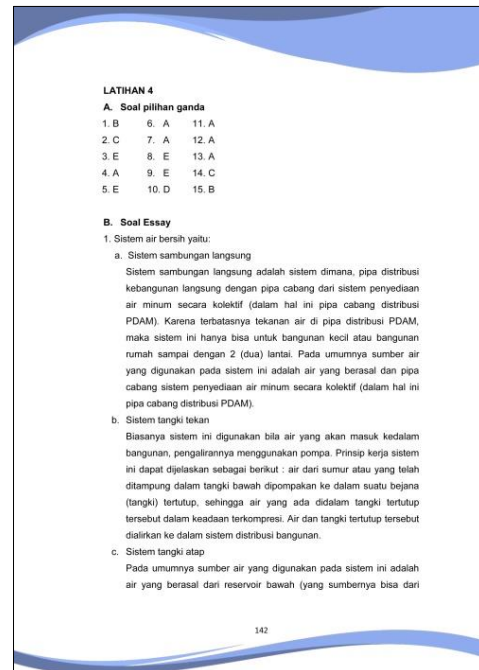 LATIHAN 4
A. Soal pilihan ganda
1. B 6. A 11. A
2. C 7. A 12. A
3. E 8. E 13. A
4. A 9. E 14. C
5. E 10. D 15. B
B. Soal Essay
1. Sistem air bersih yaitu:
a. Sistem sambungan langsung
Sistem sambungan langsung adalah sistem dimana, pipa distribusi
kebangunan langsung dengan pipa cabang dari sistem penyediaan
air minum secara kolektif (dalam hal ini pipa cabang distribusi
PDAM). Karena terbatasnya tekanan air di pipa distribusi PDAM,
maka sistem ini hanya bisa untuk bangunan kecil atau bangunan
rumah sampai dengan 2 (dua) lantai. Pada umumnya sumber air
yang digunakan pada sistem ini adalah air yang berasal dan pipa
cabang sistem penyediaan air minum secara kolektif (dalam hal ini
pipa cabang distribusi PDAM).
b. Sistem tangki tekan
Biasanya sistem ini digunakan bila air yang akan masuk kedalam
bangunan, pengalirannya menggunakan pompa. Prinsip kerja sistem
ini dapat dijelaskan sebagai berikut : air dari sumur atau yang telah
ditampung dalam tangki bawah dipompakan ke dalam suatu bejana
(tangki) tertutup, sehingga air yang ada didalam tangki tertutup
tersebut dalam keadaan terkompresi. Air dan tangki tertutup tersebut
dialirkan ke dalam sistem distribusi bangunan.
c. Sistem tangki atap
Pada umumnya sumber air yang digunakan pada sistem ini adalah
air yang berasal dari reservoir bawah (yang sumbernya bisa dari
142